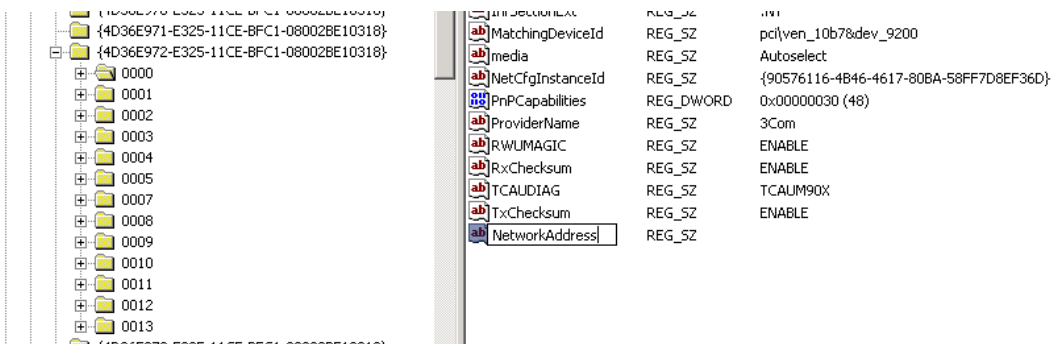 {4D36E971-E325-11CE-BFC1-08002BE10318}
{4D36E972-E325-11CE-BFC1-08002BE10318}
0000
0001
0002
0003
0004
0005
0007
0008
0009
0010
0011
0012
0013
InfSectionExt REG_SZ .NT
MatchingDeviceId REG_SZ pci\ven_10b7&dev_9200
media REG_SZ Autoselect
NetCfgInstanceId REG_SZ {90576116-4B46-4617-80BA-58FF7D8EF36D}
PnPCapabilities REG_DWORD 0x00000030 (48)
ProviderName REG_SZ 3Com
RWUMAGIC REG_SZ ENABLE
RxChecksum REG_SZ ENABLE
TCAUDIAG REG_SZ TCAUM90X
TxChecksum REG_SZ ENABLE
NetworkAddress REG_SZ